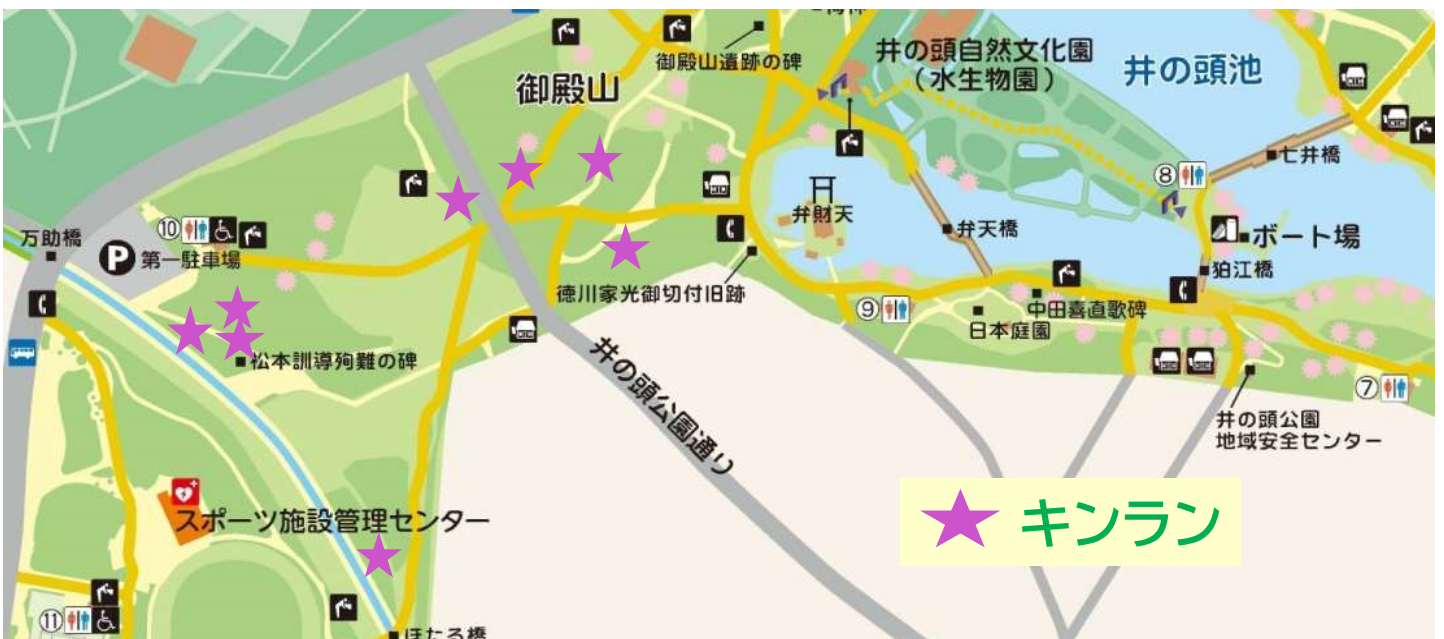 御殿山遺跡の碑
御殿山
井の頭自然文化園
（水生物園）
井の頭池
七井橋
⑧
弁財天
弁天橋
ボート場
狛江橋
万助橋
⑩
P 第一駐車場
徳川家光御切付旧跡
⑨
日本庭園
中田喜直歌碑
松本訓導殉難の碑
井の頭公園通り
⑦
井の頭公園
地域安全センター
スポーツ施設管理センター
キンラン
⑪
ほたる橋